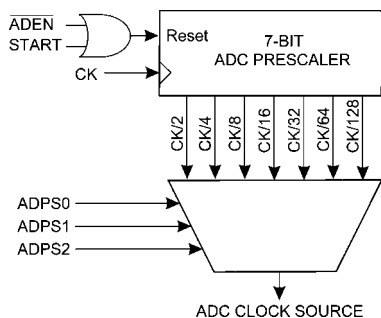 ADEN
START
Reset
7-BIT
ADC PRESCALER
CK
CK/2
CK/4
CK/8
CK/16
CK/32
CK/64
CK/128
ADPS0
ADPS1
ADPS2
ADC CLOCK SOURCE